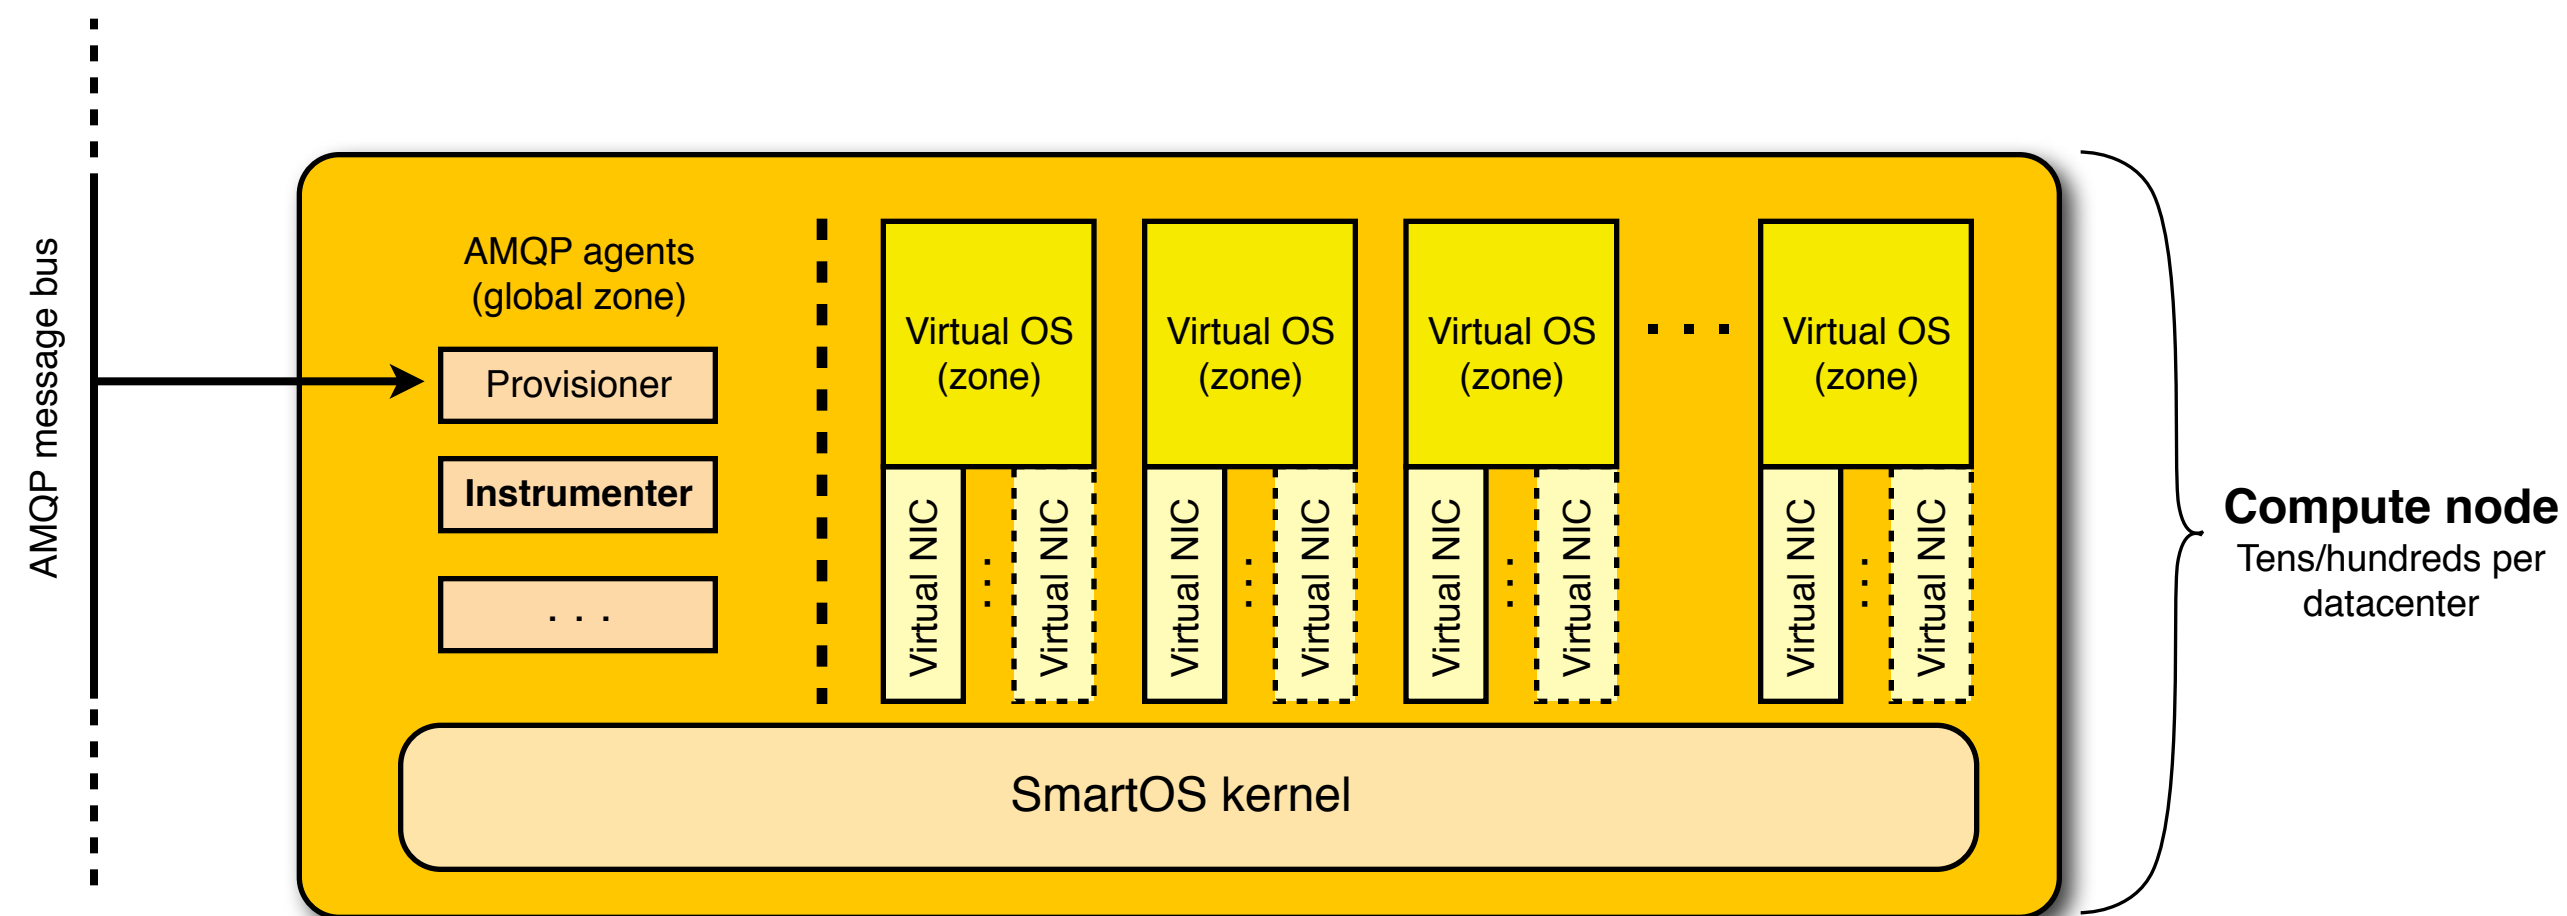 AMQP message bus
AMQP agents
(global zone)
Provisioner
Instrumenter
. . .
Virtual OS
(zone)
Virtual NIC
...
Virtual NIC
Virtual OS
(zone)
Virtual NIC
...
Virtual NIC
Virtual OS
(zone)
Virtual NIC
...
Virtual NIC
. . .
Virtual OS
(zone)
Virtual NIC
...
Virtual NIC
SmartOS kernel
Compute node
Tens/hundreds per
datacenter